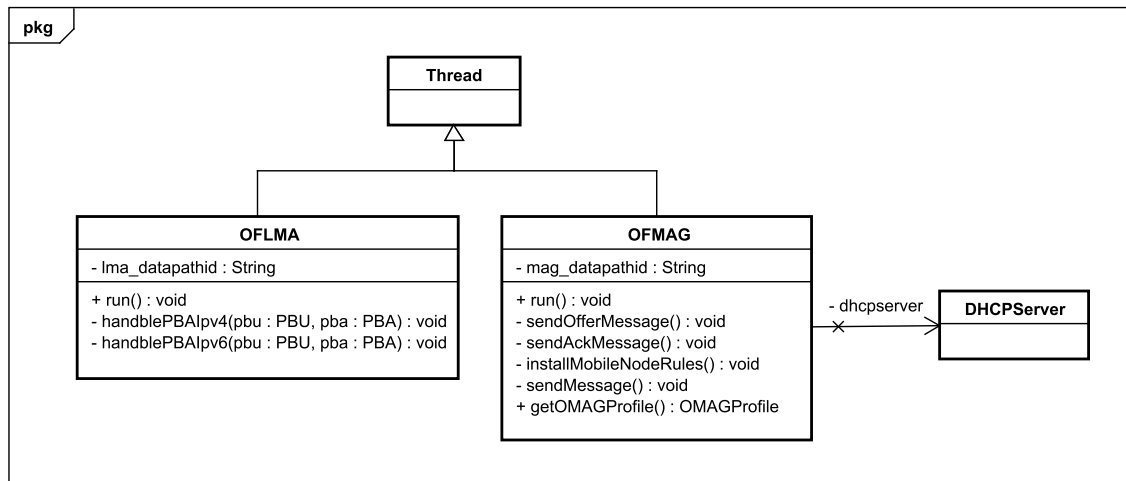 pkg
Thread
OFLMA
- lma_datapathid : String
+ run() : void
- handblePBAIpv4(pbu : PBU, pba : PBA) : void
- handblePBAIpv6(pbu : PBU, pba : PBA) : void
OFMAG
- mag_datapathid : String
+ run() : void
- sendOfferMessage() : void
- sendAckMessage() : void
- installMobileNodeRules() : void
- sendMessage() : void
+ getOMAGProfile() : OMAGProfile
- dhcpserver
DHCPServer